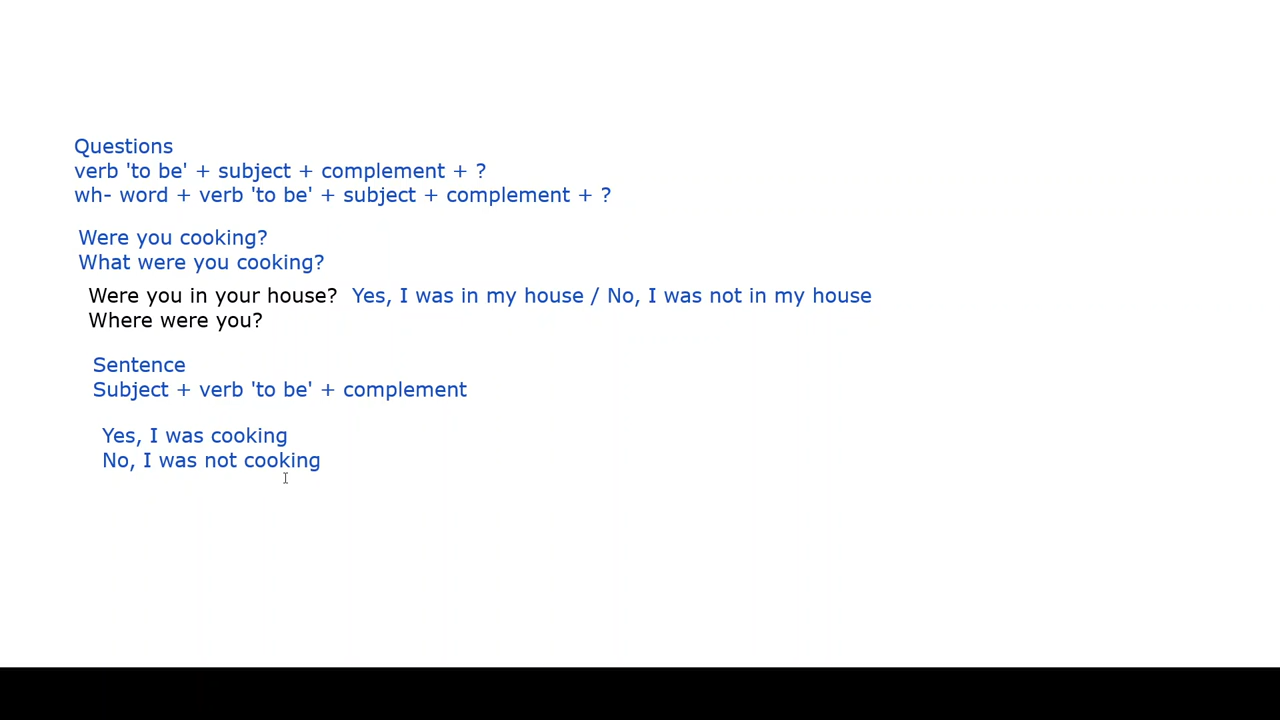 Questions
verb 'to be' + subject + complement + ?
wh- word + verb 'to be' + subject + complement + ?
Were you cooking?
What were you cooking?
Were you in your house? Yes, I was in my house / No, I was not in my house
Where were you?
Sentence
Subject + verb 'to be' + complement
Yes, I was cooking
No, I was not cooking